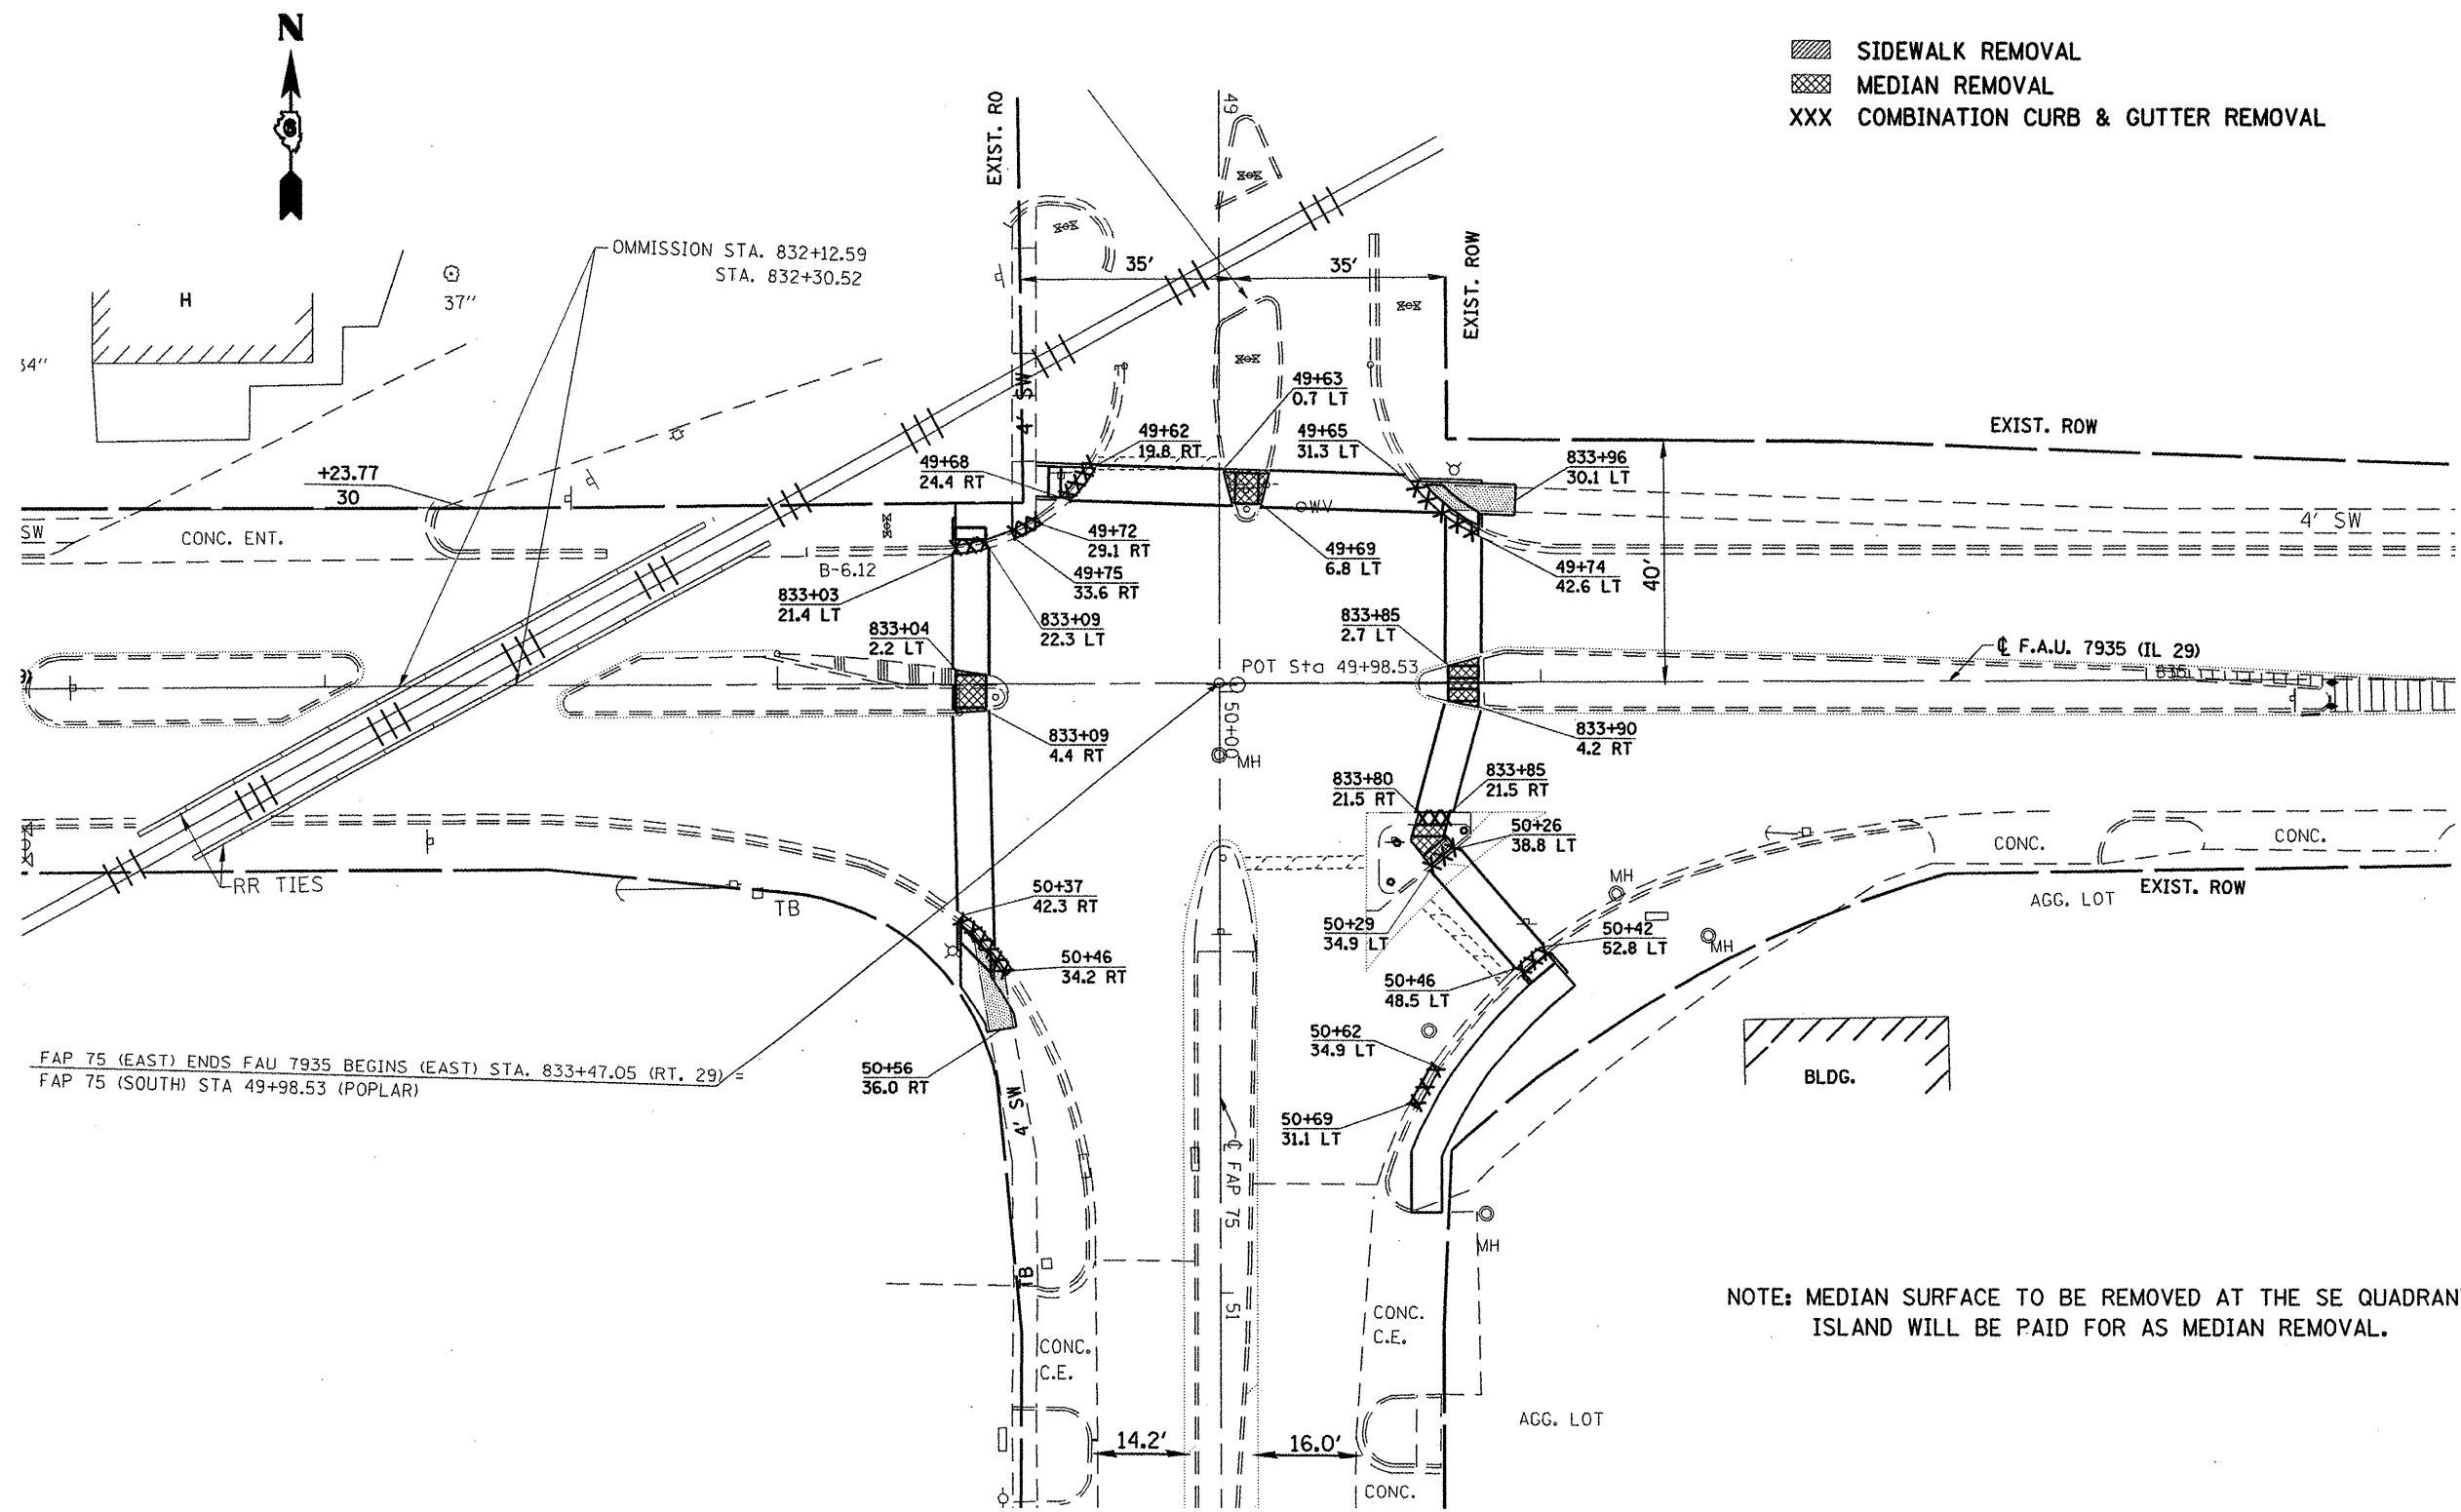 N
SIDEWALK REMOVAL
MEDIAN REMOVAL
XXX COMBINATION CURB & GUTTER REMOVAL
EXIST. RO
49
OMMISSION STA. 832+12.59
STA. 832+30.52
35'
35'
EXIST. ROW
H
37''
54''
4' SW
49+63
0.7 LT
49+62
19.8 RT
49+65
31.3 LT
EXIST. ROW
49+68
24.4 RT
833+96
30.1 LT
+23.77
30
WV
SW
CONC. ENT.
4' SW
49+72
29.1 RT
49+69
6.8 LT
B-6.12
49+75
33.6 RT
49+74
42.6 LT
40'
833+03
21.4 LT
833+09
22.3 LT
833+85
2.7 LT
833+04
2.2 LT
POT Sta 49+98.53
℄ F.A.U. 7935 (IL 29)
835
50+00
833+09
4.4 RT
833+90
4.2 RT
MH
833+80
21.5 RT
833+85
21.5 RT
50+26
38.8 LT
CONC.
CONC.
RR TIES
TB
MH
EXIST. ROW
AGG. LOT
50+37
42.3 RT
50+29
34.9 LT
50+42
52.8 LT
MH
50+46
34.2 RT
50+46
48.5 LT
50+62
34.9 LT
FAP 75 (EAST) ENDS FAU 7935 BEGINS (EAST) STA. 833+47.05 (RT. 29) =
FAP 75 (SOUTH) STA 49+98.53 (POPLAR)
50+56
36.0 RT
BLDG.
4' SW
50+69
31.1 LT
℄ FAP 75
MH
TB
51
NOTE: MEDIAN SURFACE TO BE REMOVED AT THE SE QUADRAN
ISLAND WILL BE PAID FOR AS MEDIAN REMOVAL.
CONC.
C.E.
CONC.
C.E.
AGG. LOT
14.2'
16.0'
CONC.